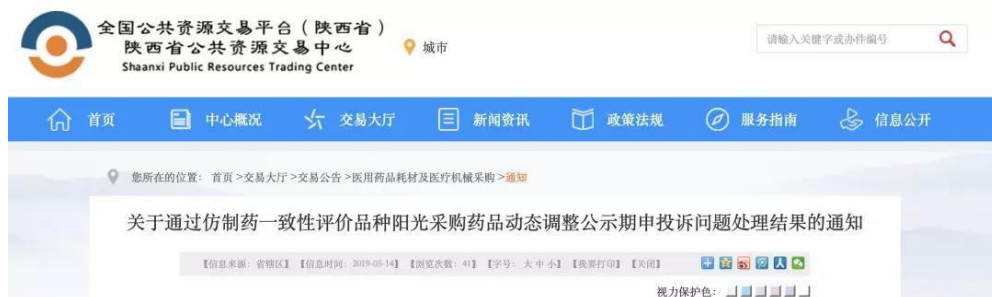 全国公共资源交易平台（陕西省）
陕西省公共资源交易中心
Shaanxi Public Resources Trading Center
城市
请输入关键字或办件编号
首页 中心概况 交易大厅 新闻资讯 政策法规 服务指南 信息公开
您所在的位置： 首页 >交易大厅 >交易公告 >医用药品耗材及医疗机械采购 >通知
关于通过仿制药一致性评价品种阳光采购药品动态调整公示期申投诉问题处理结果的通知
【信息来源：省辖区】 【信息时间：2019-05-14】 【浏览次数：41】 【字号：大 中 小】 【我要打印】 【关闭】
视力保护色：